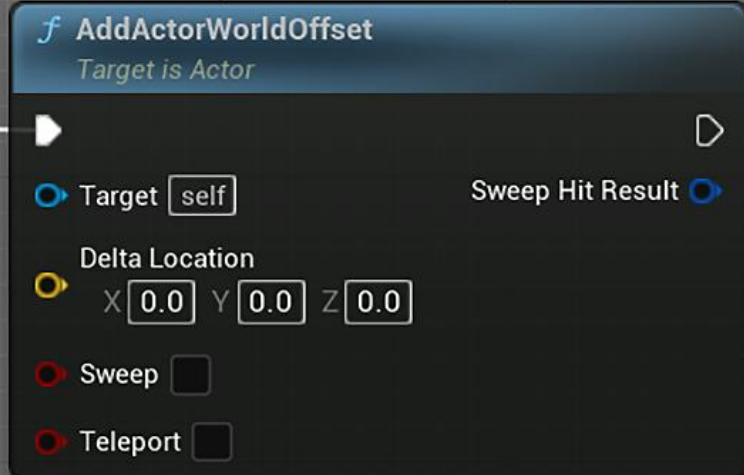 f AddActorWorldOffset
Target is Actor
Target self
Sweep Hit Result
Delta Location
X 0.0 Y 0.0 Z 0.0
Sweep
Teleport